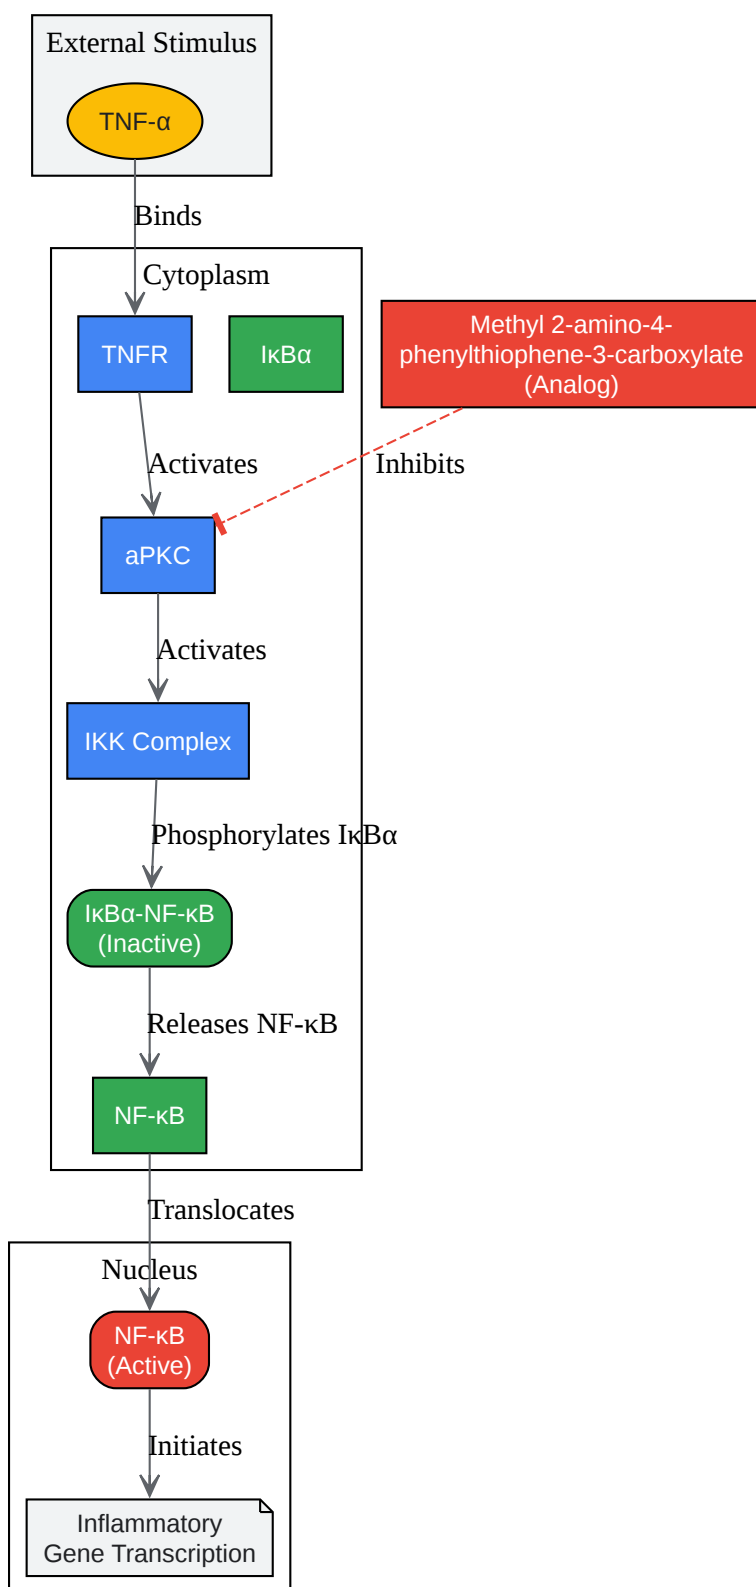 External Stimulus
TNF-α
Binds
Cytoplasm
TNFR
IκBα
Methyl 2-amino-4-
phenylthiophene-3-carboxylate
(Analog)
Activates
Inhibits
aPKC
Activates
IKK Complex
Phosphorylates IκBα
IκBα-NF-κB
(Inactive)
Releases NF-κB
NF-κB
Translocates
Nucleus
NF-κB
(Active)
Initiates
Inflammatory
Gene Transcription